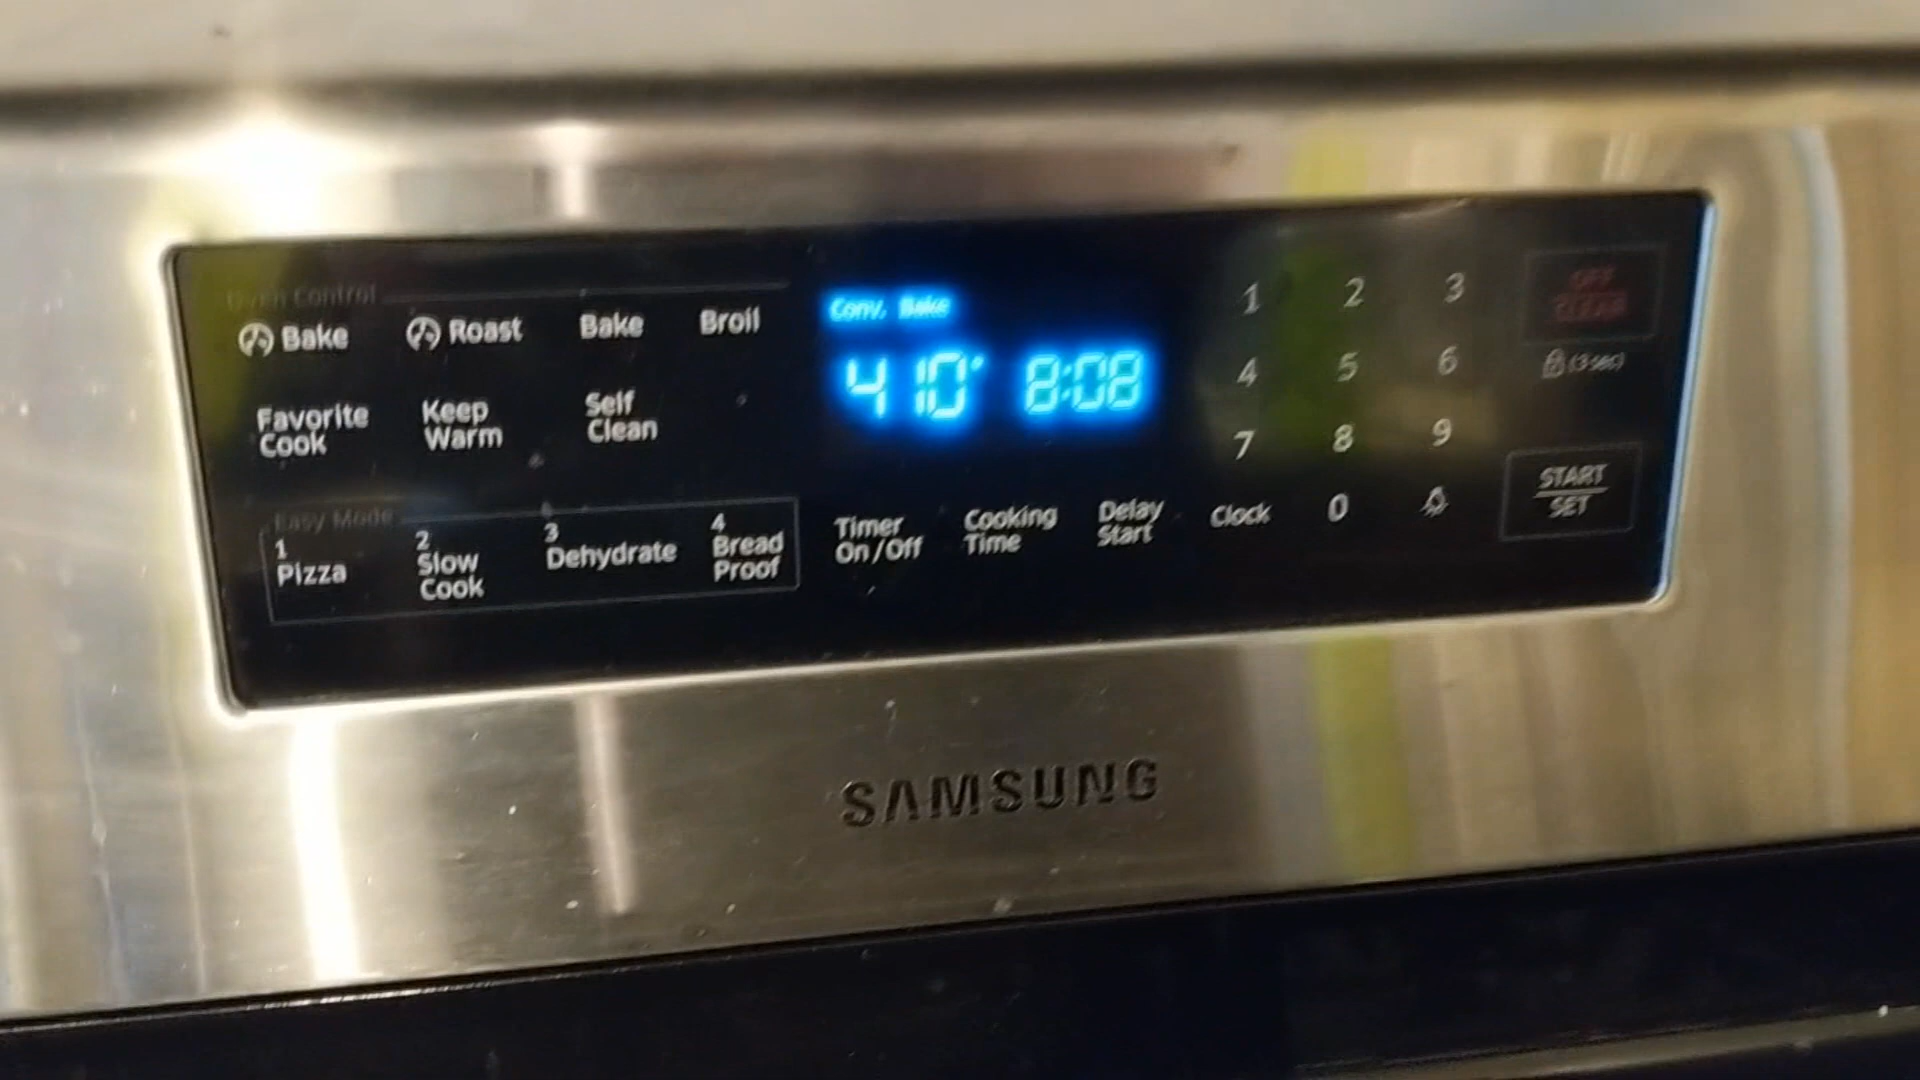 Oven Control
Bake Roast Bake Broil
Conv. Bake
410° 8:08
Favorite Cook
Keep Warm
Self Clean
Easy Mode
1 Pizza
2 Slow Cook
3 Dehydrate
4 Bread Proof
Timer On/Off
Cooking Time
Delay Start
1 2 3
4 5 6
7 8 9
Clock 0
OFF
CLEAR
(3 sec)
START
SET
SAMSUNG